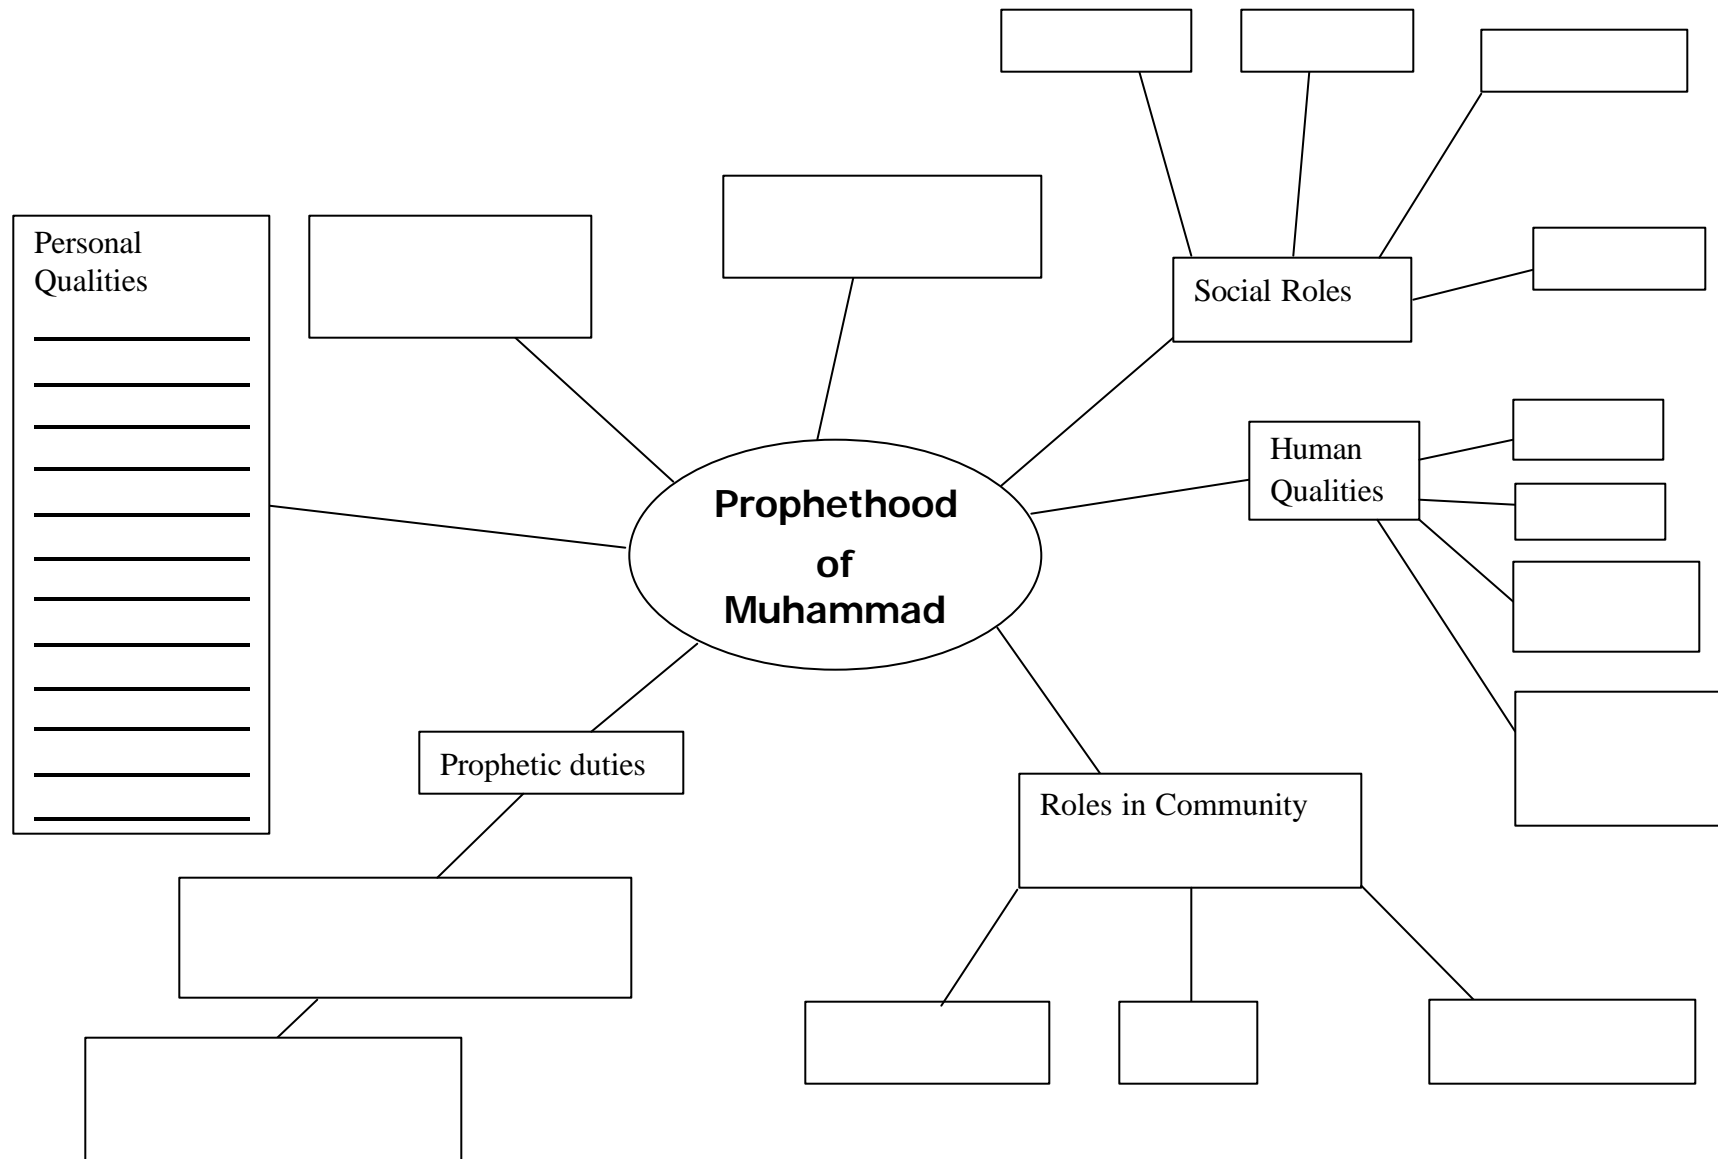 Personal
Qualities
Social Roles
Human
Qualities
Prophethood
of
Muhammad
Prophetic duties
Roles in Community